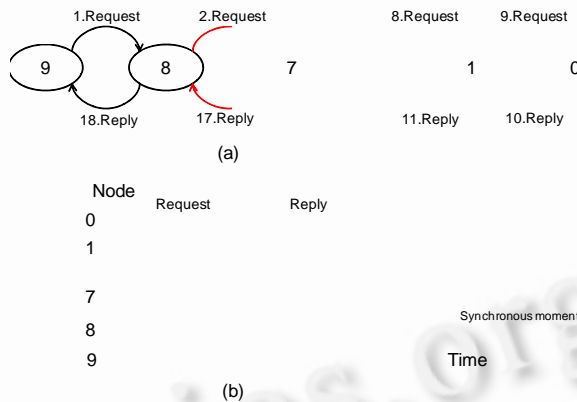 1.Request 2.Request 8.Request 9.Request
9 8 7 1 0
18.Reply 17.Reply 11.Reply 10.Reply
(a)
Node
Request Reply
0
1
7
Synchronous moment
8
9 Time
(b)